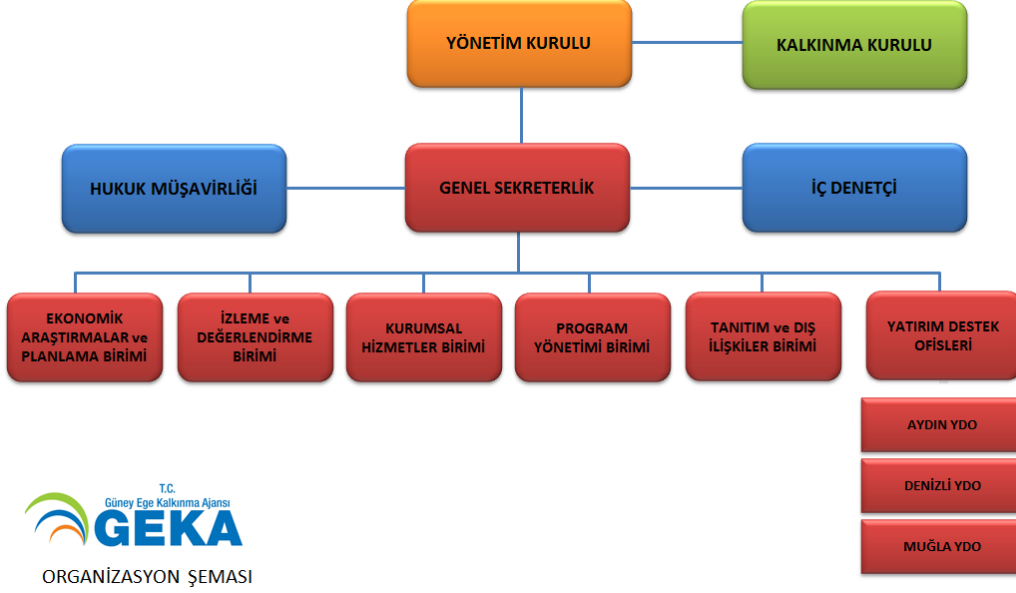 YÖNETİM KURULU
KALKINMA KURULU
HUKUK MÜŞAVİRLİĞİ
GENEL SEKRETERLİK
İÇ DENETÇİ
EKONOMİK
ARAŞTIRMALAR ve
PLANLAMA BİRİMİ
İZLEME ve
DEĞERLENDİRME
BİRİMİ
KURUMSAL
HİZMETLER BİRİMİ
PROGRAM
YÖNETİMİ BİRİMİ
TANITIM ve DIŞ
İLİŞKİLER BİRİMİ
YATIRIM DESTEK
OFİSLERİ
AYDIN YDO
DENİZLİ YDO
MUĞLA YDO
T.C.
Güney Ege Kalkınma Ajansı
GEKA
ORGANİZASYON ŞEMASI